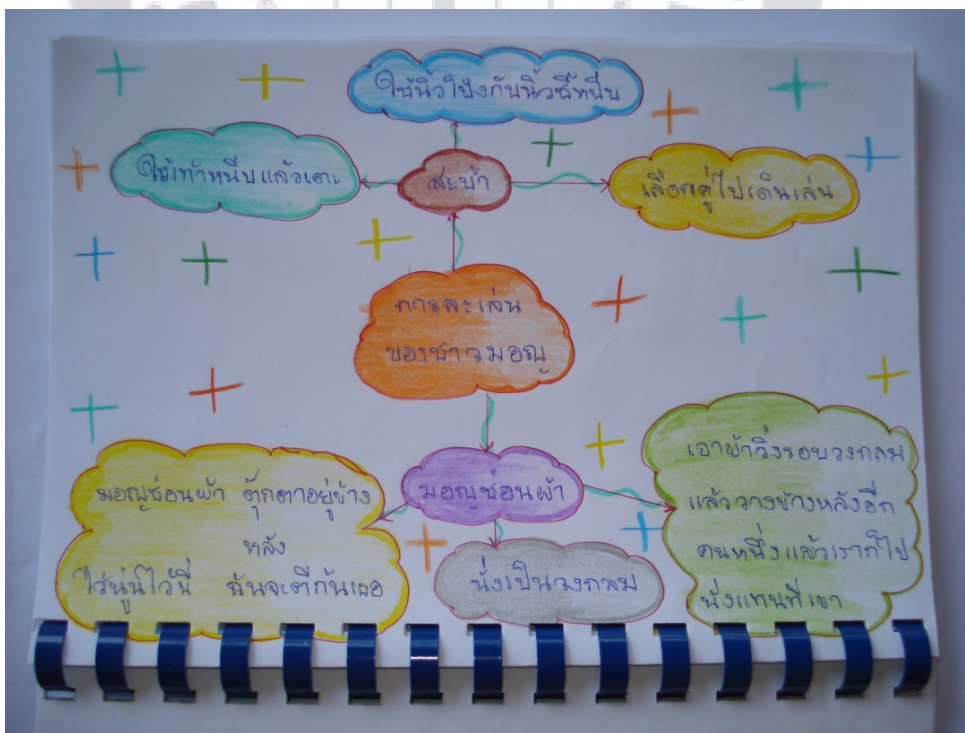 ใช้นิ้วโป้งกับนิ้วชี้หนีบ
ใช้เท้าหนีบแล้วเตะ
สะบ้า
เลือกคู่ไปเดินเล่น
การละเล่น
ของชาวมอญ
มอญซ่อนผ้า ตุ๊กตาอยู่ข้าง
หลัง
ไว้นู่นไว้นี่ ฉันจะตีก้นเธอ
มอญซ่อนผ้า
นั่งเป็นวงกลม
เอาผ้าวิ่งรอบวงกลม
แล้ววางข้างหลังอีก
คนหนึ่งแล้วเราก็ไป
นั่งแทนที่เขา